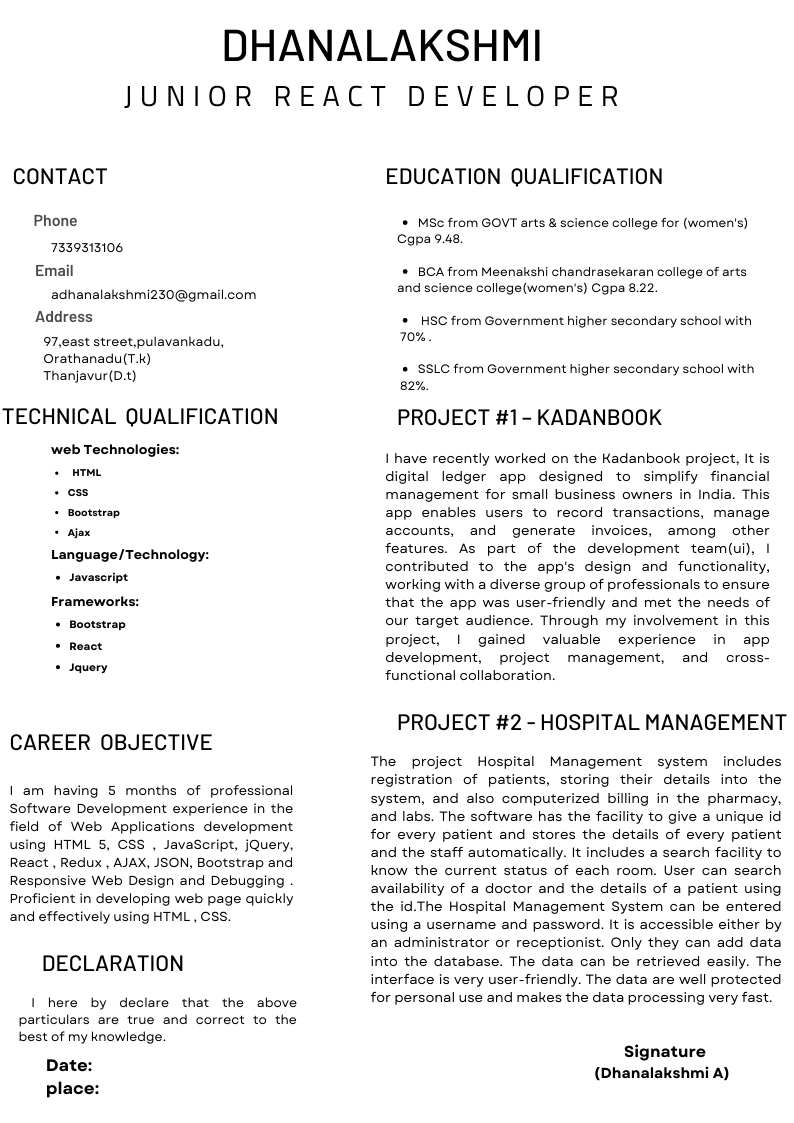 DHANALAKSHMI
JUNIOR REACT DEVELOPER
CONTACT
Phone
7339313106
Email
adhanalakshmi230@gmail.com
Address
97,east street,pulavankadu,
Orathanadu(T.k)
Thanjavur(D.t)
TECHNICAL QUALIFICATION
web Technologies:
• HTML
• CSS
• Bootstrap
• Ajax
Language/Technology:
• Javascript
Frameworks:
• Bootstrap
• React
• Jquery
CAREER OBJECTIVE
I am having 5 months of professional
Software Development experience in the
field of Web Applications development
using HTML 5, CSS , JavaScript, jQuery,
React , Redux , AJAX, JSON, Bootstrap and
Responsive Web Design and Debugging .
Proficient in developing web page quickly
and effectively using HTML , CSS.
DECLARATION
I here by declare that the above
particulars are true and correct to the
best of my knowledge.
Date:
place:
EDUCATION QUALIFICATION
• MSc from GOVT arts & science college for (women's)
Cgpa 9.48.
• BCA from Meenakshi chandrasekaran college of arts
and science college(women's) Cgpa 8.22.
• HSC from Government higher secondary school with
70% .
• SSLC from Government higher secondary school with
82%.
PROJECT #1 – KADANBOOK
I have recently worked on the Kadanbook project, It is
digital ledger app designed to simplify financial
management for small business owners in India. This
app enables users to record transactions, manage
accounts, and generate invoices, among other
features. As part of the development team(ui), I
contributed to the app's design and functionality,
working with a diverse group of professionals to ensure
that the app was user-friendly and met the needs of
our target audience. Through my involvement in this
project, I gained valuable experience in app
development, project management, and cross-
functional collaboration.
PROJECT #2 - HOSPITAL MANAGEMENT
The project Hospital Management system includes
registration of patients, storing their details into the
system, and also computerized billing in the pharmacy,
and labs. The software has the facility to give a unique id
for every patient and stores the details of every patient
and the staff automatically. It includes a search facility to
know the current status of each room. User can search
availability of a doctor and the details of a patient using
the id.The Hospital Management System can be entered
using a username and password. It is accessible either by
an administrator or receptionist. Only they can add data
into the database. The data can be retrieved easily. The
interface is very user-friendly. The data are well protected
for personal use and makes the data processing very fast.
Signature
(Dhanalakshmi A)